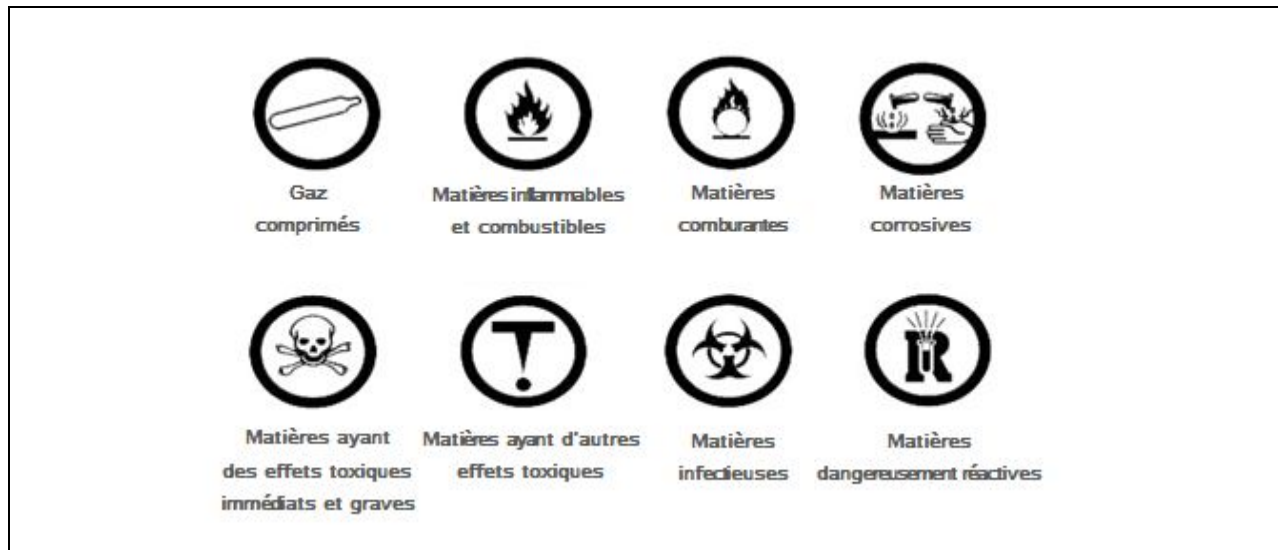 Gaz
comprimés
Matières inflammables
et combustibles
Matières
comburantes
Matières
corrosives
T
Matières ayant
des effets toxiques
immédiats et graves
Matières ayant d'autres
effets toxiques
Matières
infectieuses
R
Matières
dangereusement réactives